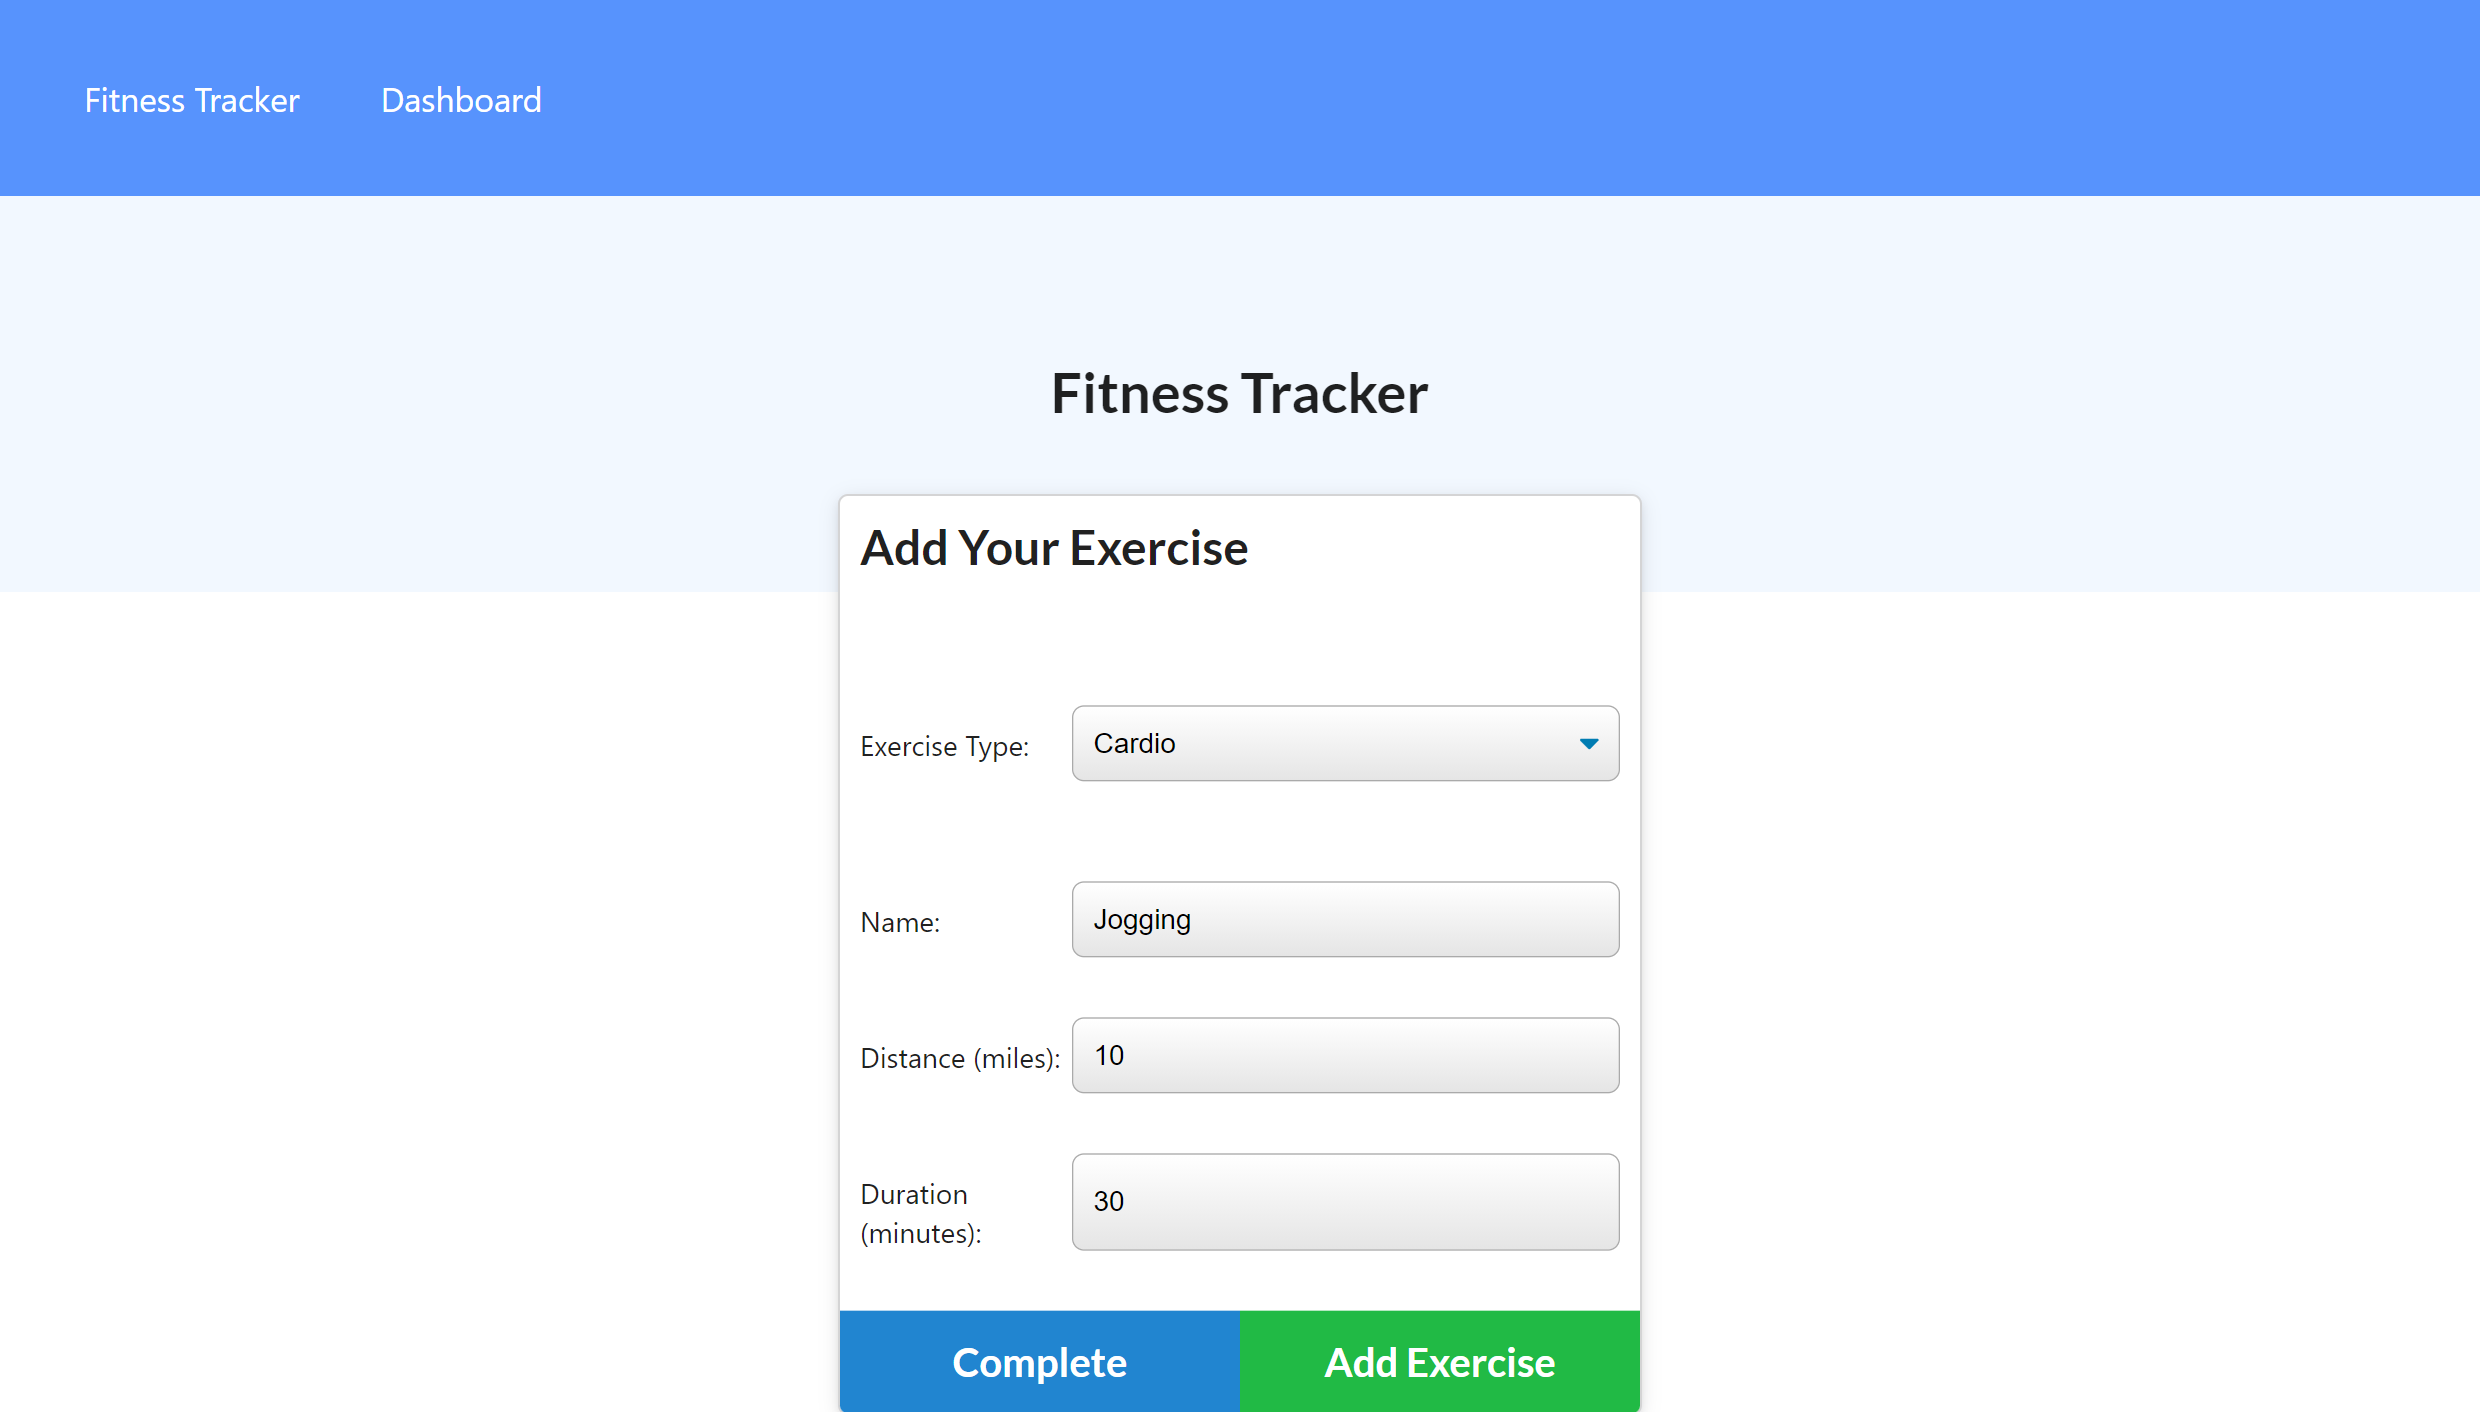 Fitness Tracker Dashboard
Fitness Tracker
Add Your Exercise
Exercise Type: Cardio
Name: Jogging
Distance (miles): 10
Duration (minutes): 30
Complete Add Exercise